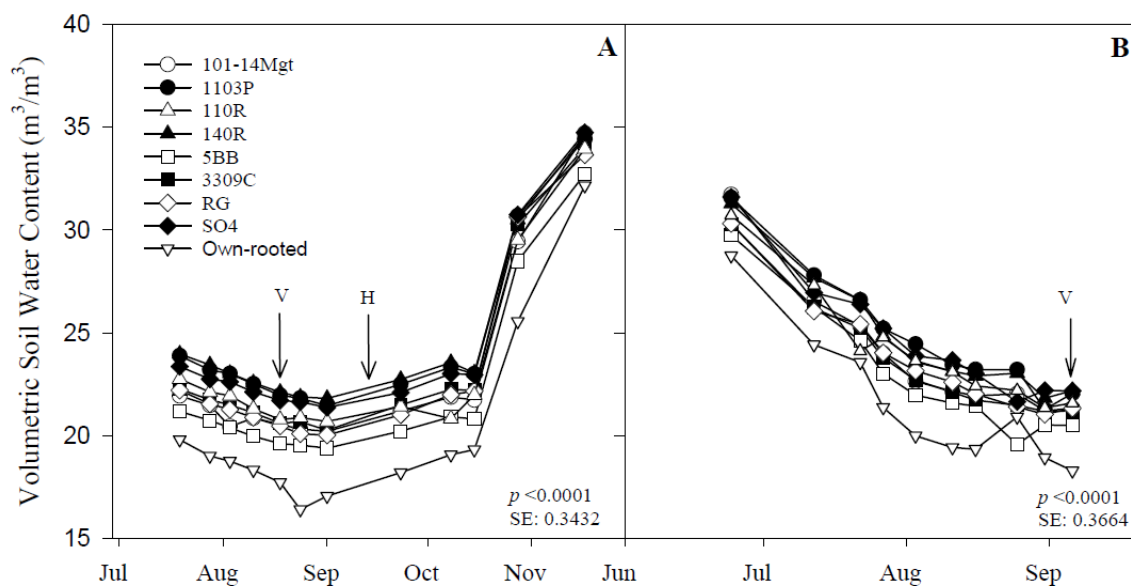 Volumetric Soil Water Content (m³/m³)
40
35
30
25
20
15
A
101-14Mgt
1103P
110R
140R
5BB
3309C
RG
SO4
Own-rooted
V
H
p <0.0001
SE: 0.3432
B
V
p <0.0001
SE: 0.3664
Jul Aug Sep Oct Nov Jun Jul Aug Sep